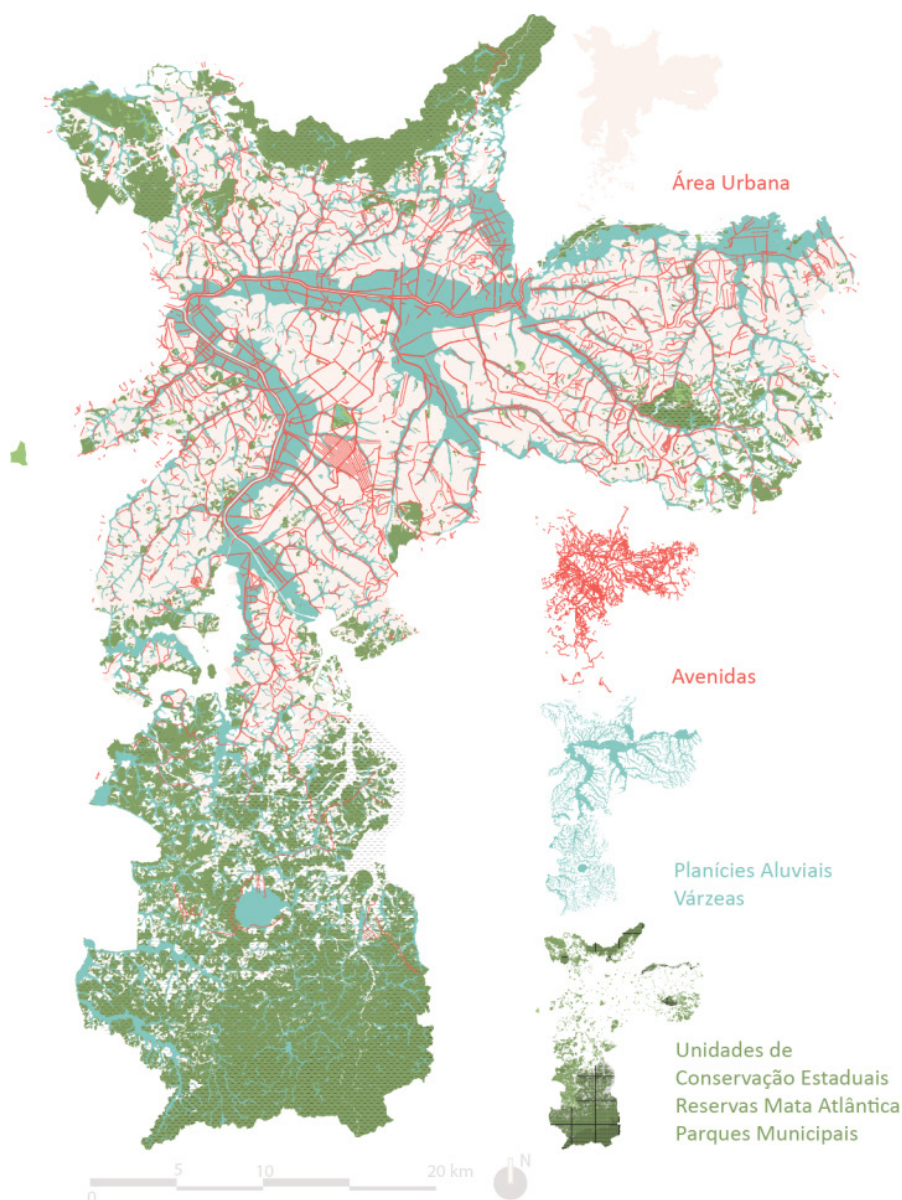 Área Urbana
Avenidas
Planícies Aluviais
Várzeas
Unidades de
Conservação Estaduais
Reservas Mata Atlântica
Parques Municipais
0 5 10 20 km
N